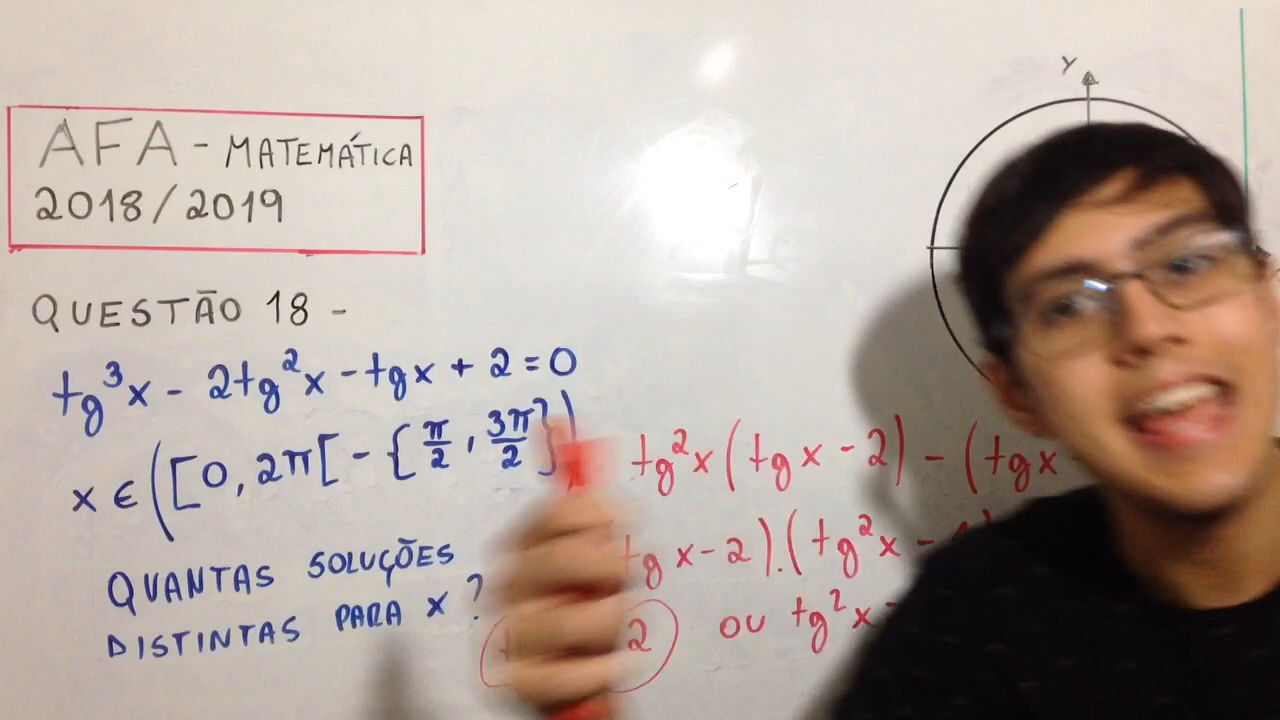 AFA - MATEMÁTICA
2018/2019
QUESTÃO 18 -
tg³x - 2tg²x - tgx + 2 = 0
x ∈ ([0, 2π[ - {π/2, 3π/2})
QUANTAS SOLUÇÕES
DISTINTAS PARA X?
tg²x(tgx - 2) - (tgx
tgx - 2).(tg²x -
2 ou tg²x
Y